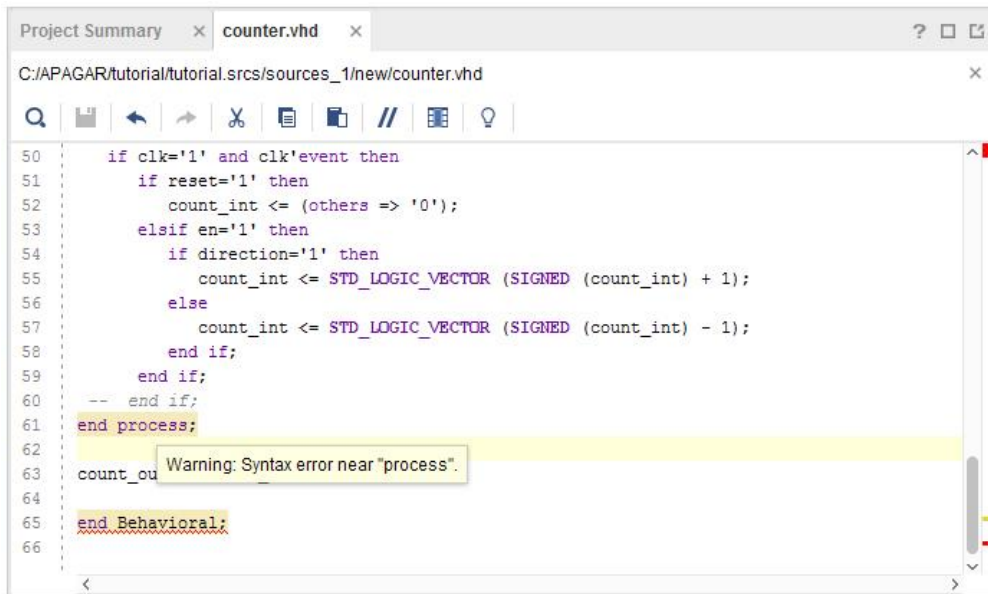 Project Summary × counter.vhd ×
?
C:/APAGAR/tutorial/tutorial.srcs/sources_1/new/counter.vhd ×
//
50 if clk='1' and clk'event then
51 if reset='1' then
52 count_int <= (others => '0');
53 elsif en='1' then
54 if direction='1' then
55 count_int <= STD_LOGIC_VECTOR (SIGNED (count_int) + 1);
56 else
57 count_int <= STD_LOGIC_VECTOR (SIGNED (count_int) - 1);
58 end if;
59 end if;
60 -- end if;
61 end process;
62
Warning: Syntax error near "process".
63 count_ou
64
65 end Behavioral;
66